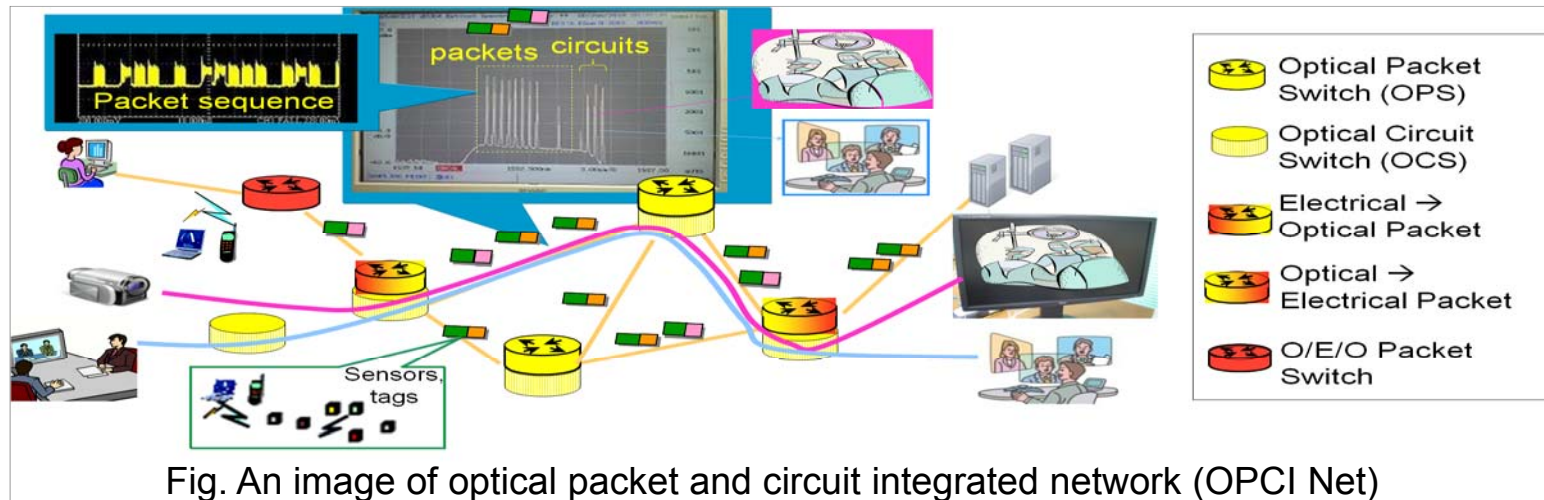 packets
circuits
Packet sequence
Sensors,
tags
Optical Packet
Switch (OPS)
Optical Circuit
Switch (OCS)
Electrical →
Optical Packet
Optical →
Electrical Packet
O/E/O Packet
Switch
Fig. An image of optical packet and circuit integrated network (OPCI Net)